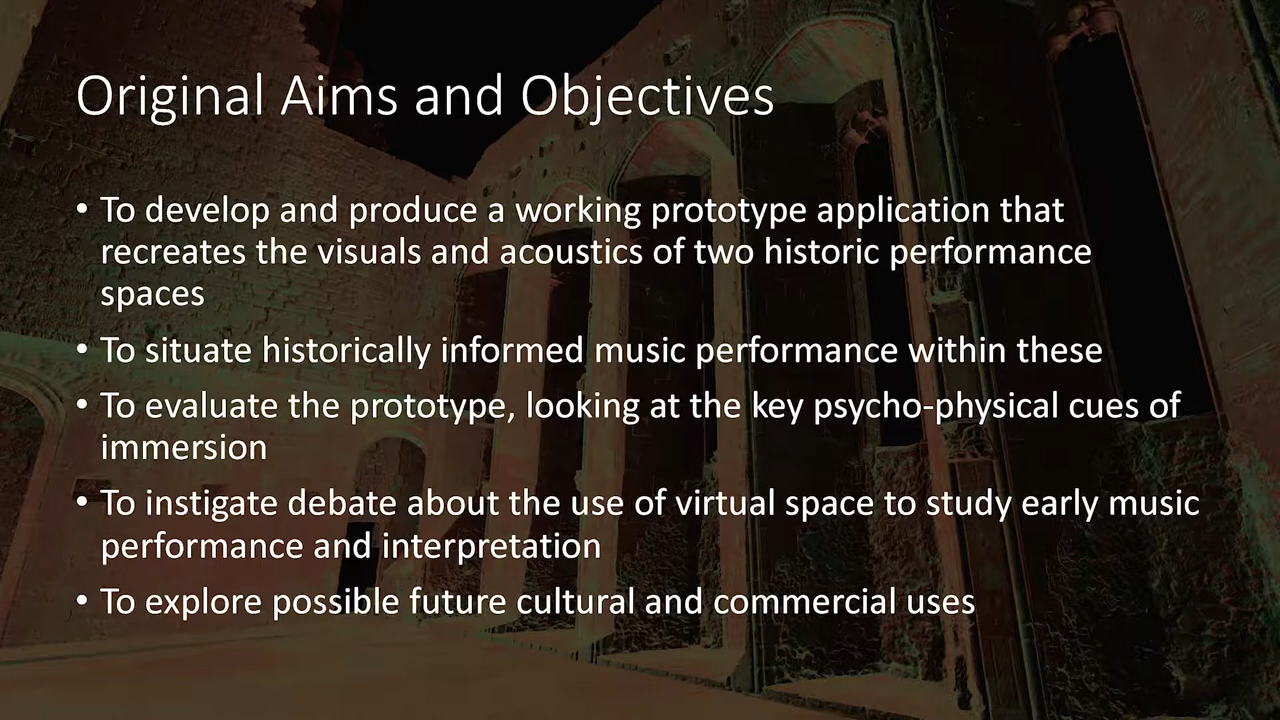 Original Aims and Objectives
• To develop and produce a working prototype application that
recreates the visuals and acoustics of two historic performance
spaces
• To situate historically informed music performance within these
• To evaluate the prototype, looking at the key psycho-physical cues of
immersion
• To instigate debate about the use of virtual space to study early music
performance and interpretation
• To explore possible future cultural and commercial uses